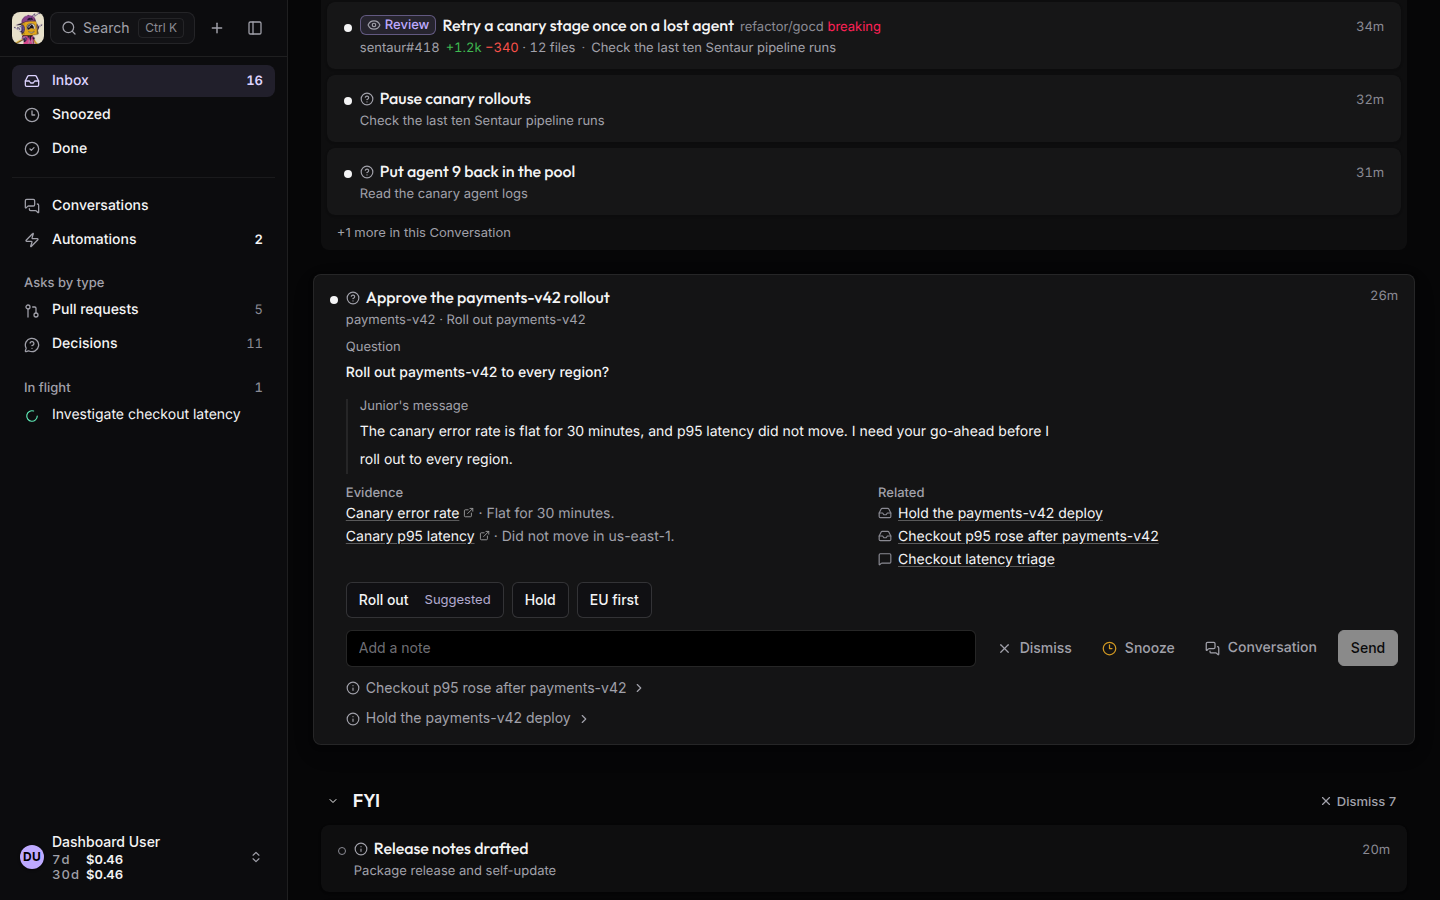 Search Ctrl K
Inbox 16
Snoozed
Done
Conversations
Automations 2
Asks by type
Pull requests 5
Decisions 11
In flight 1
Investigate checkout latency
DU Dashboard User
7d $0.46
30d $0.46
Review Retry a canary stage once on a lost agent refactor/gocd breaking 34m
sentaur#418 +1.2k −340 · 12 files · Check the last ten Sentaur pipeline runs
Pause canary rollouts 32m
Check the last ten Sentaur pipeline runs
Put agent 9 back in the pool 31m
Read the canary agent logs
+1 more in this Conversation
Approve the payments-v42 rollout 26m
payments-v42 · Roll out payments-v42
Question
Roll out payments-v42 to every region?
Junior's message
The canary error rate is flat for 30 minutes, and p95 latency did not move. I need your go-ahead before I
roll out to every region.
Evidence
Canary error rate · Flat for 30 minutes.
Canary p95 latency · Did not move in us-east-1.
Related
Hold the payments-v42 deploy
Checkout p95 rose after payments-v42
Checkout latency triage
Roll out Suggested Hold EU first
Add a note Dismiss Snooze Conversation Send
Checkout p95 rose after payments-v42
Hold the payments-v42 deploy
FYI Dismiss 7
Release notes drafted 20m
Package release and self-update